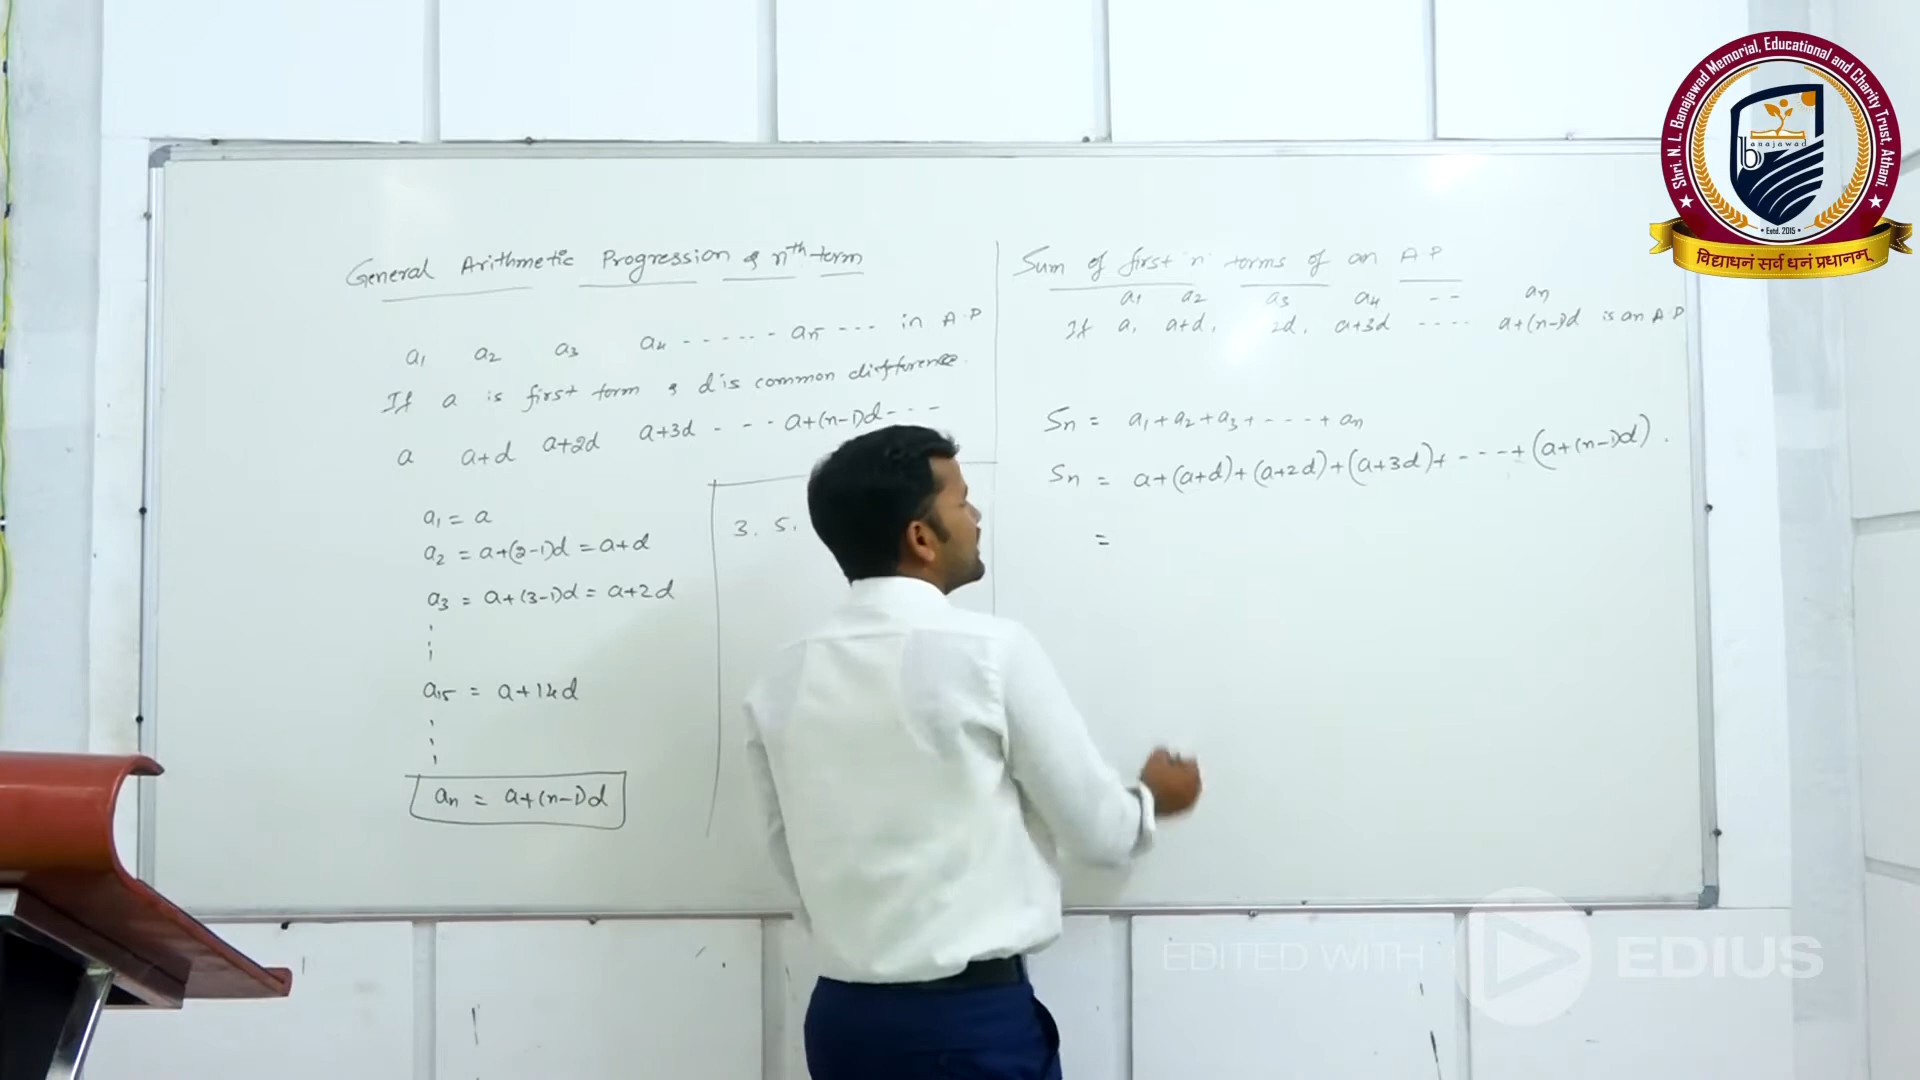 General Arithmetic Progression & nth term
a1 a2 a3 a4 ------ an --- in A.P
If a is first term & d is common difference.
a a+d a+2d a+3d - - - a+(n-1)d - - -
a1 = a
a2 = a+(2-1)d = a+d
a3 = a+(3-1)d = a+2d
a15 = a+14d
an = a+(n-1)d
3. 5.
Sum of first 'n' terms of an A.P
a1 a2 a3 a4 -- an
If a, a+d, 2d, a+3d ---- a+(n-1)d is an A.P
Sn = a1+a2+a3+----+an
Sn = a+(a+d)+(a+2d)+(a+3d)+----+(a+(n-1)d).
=
Shri. N. L. Banajawad Memorial, Educational and Charity Trust, Athani.
b
anajawad
Estd. 2015
विद्याधनं सर्व धनं प्रधानम्
EDITED WITH EDIUS